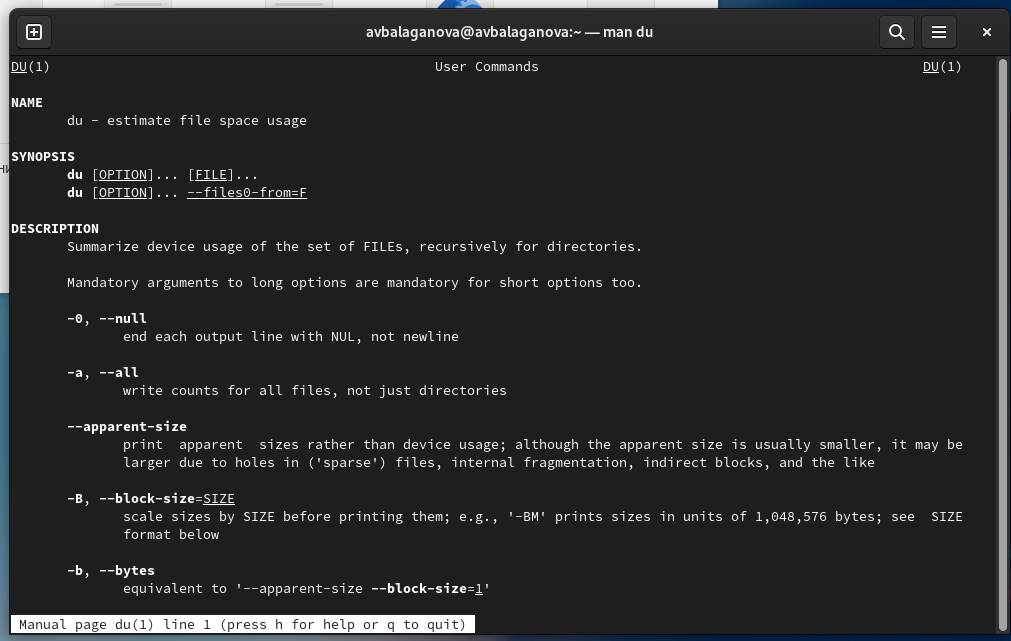 avbalaganova@avbalaganova:~ — man du
DU(1) User Commands DU(1)
NAME
du - estimate file space usage
SYNOPSIS
du [OPTION]... [FILE]...
du [OPTION]... --files0-from=F
DESCRIPTION
Summarize device usage of the set of FILEs, recursively for directories.
Mandatory arguments to long options are mandatory for short options too.
-0, --null
end each output line with NUL, not newline
-a, --all
write counts for all files, not just directories
--apparent-size
print  apparent  sizes rather than device usage; although the apparent size is usually smaller, it may be
larger due to holes in ('sparse') files, internal fragmentation, indirect blocks, and the like
-B, --block-size=SIZE
scale sizes by SIZE before printing them; e.g., '-BM' prints sizes in units of 1,048,576 bytes; see  SIZE
format below
-b, --bytes
equivalent to '--apparent-size --block-size=1'
Manual page du(1) line 1 (press h for help or q to quit)